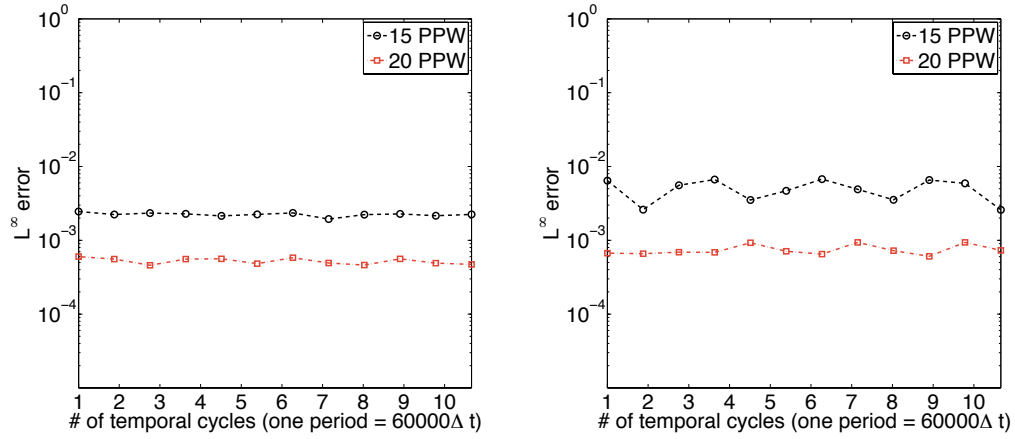 10^0
10^-1
10^-2
10^-3
10^-4
L^∞ error
1 2 3 4 5 6 7 8 9 10
# of temporal cycles (one period = 60000Δ t)
15 PPW
20 PPW
10^0
10^-1
10^-2
10^-3
10^-4
L^∞ error
1 2 3 4 5 6 7 8 9 10
# of temporal cycles (one period = 60000Δ t)
15 PPW
20 PPW